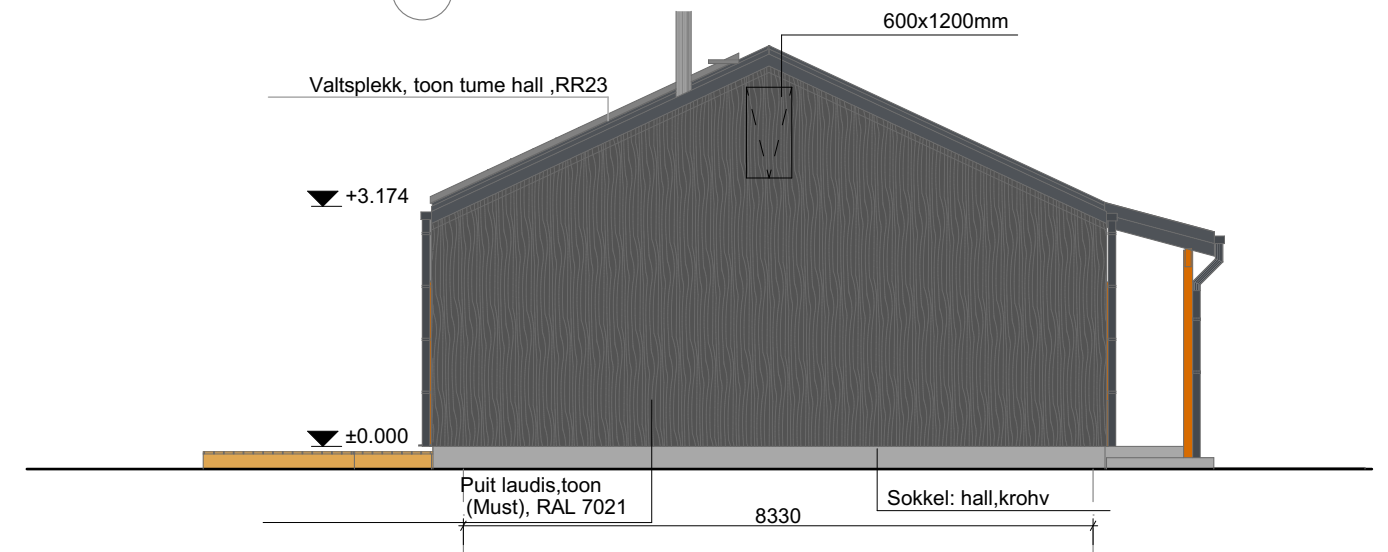 600x1200mm
Valtsplekk, toon tume hall ,RR23
+3.174
±0.000
Puit laudis,toon
(Must), RAL 7021
Sokkel: hall,krohv
8330